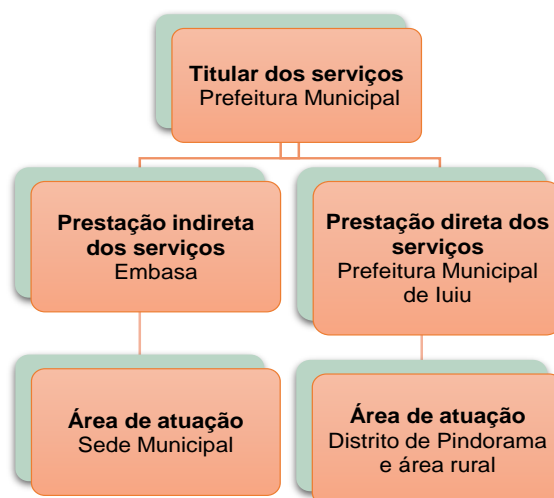 Titular dos serviços
Prefeitura Municipal
Prestação indireta
dos serviços
Embasa
Prestação direta dos
serviços
Prefeitura Municipal
de Iuiu
Área de atuação
Sede Municipal
Área de atuação
Distrito de Pindorama
e área rural